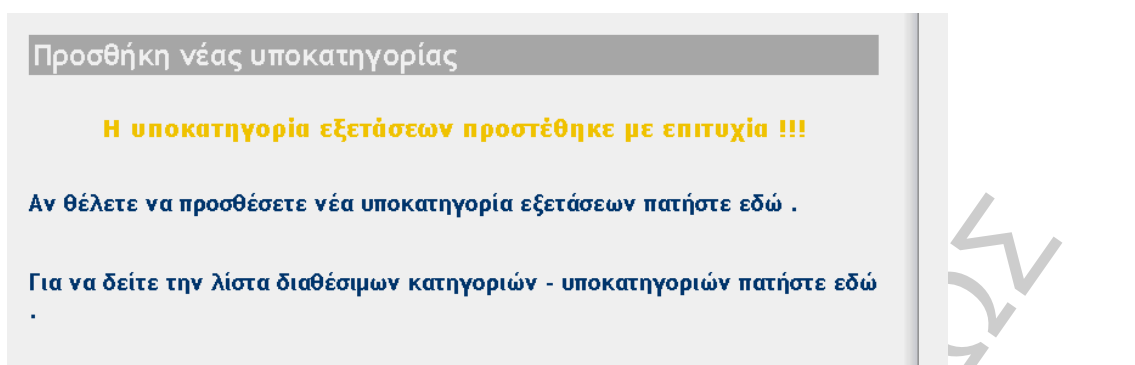 Προσθήκη νέας υποκατηγορίας
Η υποκατηγορία εξετάσεων προστέθηκε με επιτυχία !!!
Αν θέλετε να προσθέσετε νέα υποκατηγορία εξετάσεων πατήστε εδώ .
Για να δείτε την λίστα διαθέσιμων κατηγοριών - υποκατηγοριών πατήστε εδώ
.
ΩΣ